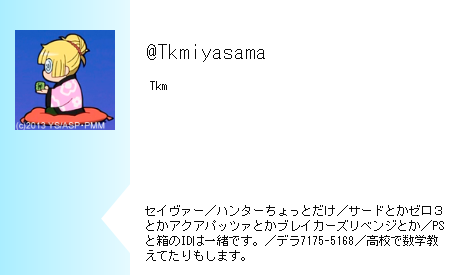 @Tkmiyasama
Tkm
(c)2013 YS/ASP・PMM
セイヴァー／ハンターちょっとだけ／サードとかゼロ３
とかアクアパッツァとかブレイカーズリベンジとか／PS
と箱のIDは一緒です。／デラ7175-5168／高校で数学教
えてたりもします。